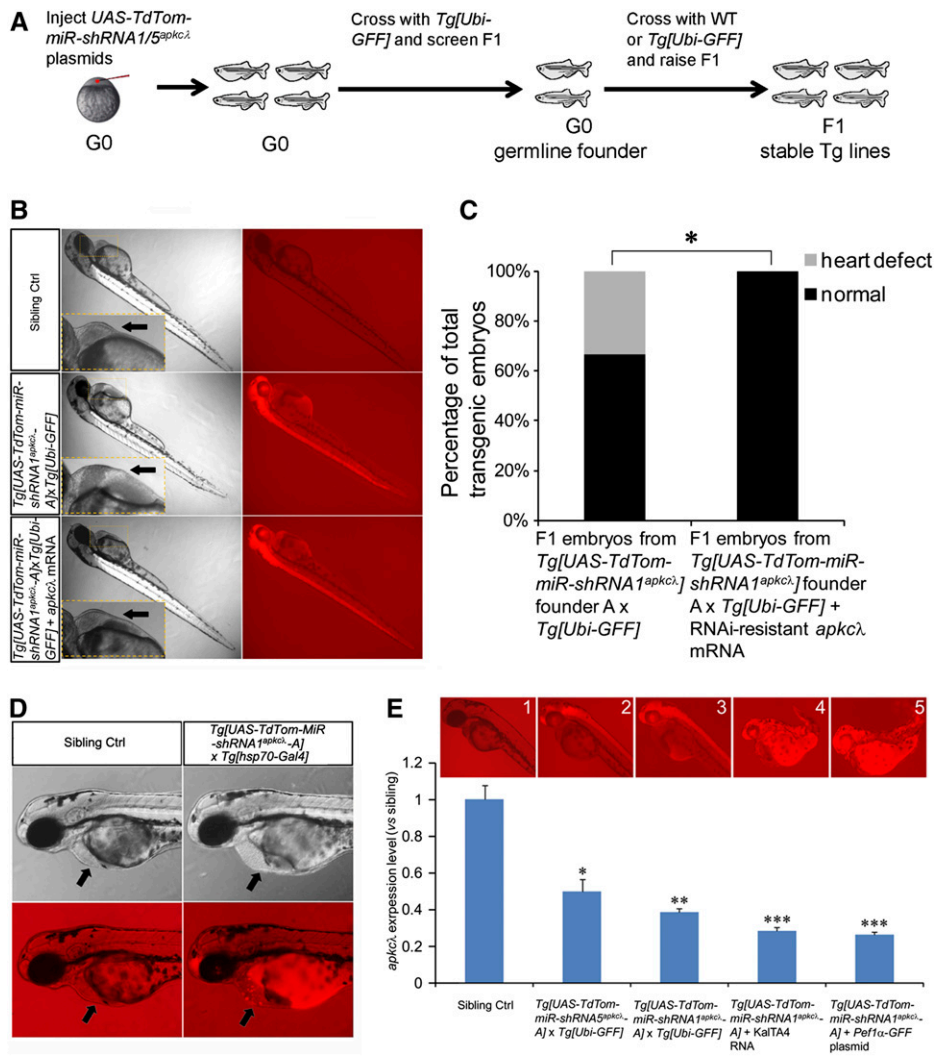 A
Inject UAS-TdTom-
miR-shRNA1/5apkcλ
plasmids
Cross with Tg[Ubi-
GFF] and screen F1
Cross with WT
or Tg[Ubi-GFF]
and raise F1
G0
G0
G0
germline founder
F1
stable Tg lines
B
Sibling Ctrl
Tg[UAS-TdTom-miR-
shRNA1apkcλ-
A]xTg[Ubi-GFF]
Tg[UAS-TdTom-miR-
shRNA1apkcλ-A]xTg[Ubi-
GFF] + apkcλ mRNA
C
*
heart defect
normal
Percentage of total
transgenic embryos
100%
80%
60%
40%
20%
0%
F1 embryos from
Tg[UAS-TdTom-
miR-shRNA1apkcλ]
founder A x
Tg[Ubi-GFF]
F1 embryos from
Tg[UAS-TdTom-miR-
shRNA1apkcλ] founder
A x Tg[Ubi-GFF] +
RNAi-resistant apkcλ
mRNA
D
Sibling Ctrl
Tg[UAS-TdTom-MiR
-shRNA1apkcλ-A]
x Tg[hsp70-Gal4]
E
1
2
3
4
5
apkcλ exrpession level (vs sibling)
1.2
1
0.8
0.6
0.4
0.2
0
*
**
***
***
Sibling Ctrl
Tg[UAS-TdTom-
miR-shRNA5apkcλ-
A] x Tg[Ubi-GFF]
Tg[UAS-TdTom-
miR-shRNA1apkcλ-
A] x Tg[Ubi-GFF]
Tg[UAS-TdTom-
miR-shRNA1apkcλ-
A] + KalTA4
RNA
Tg[UAS-TdTom-
miR-shRNA1apkcλ-
A] + Pef1α-GFF
plasmid